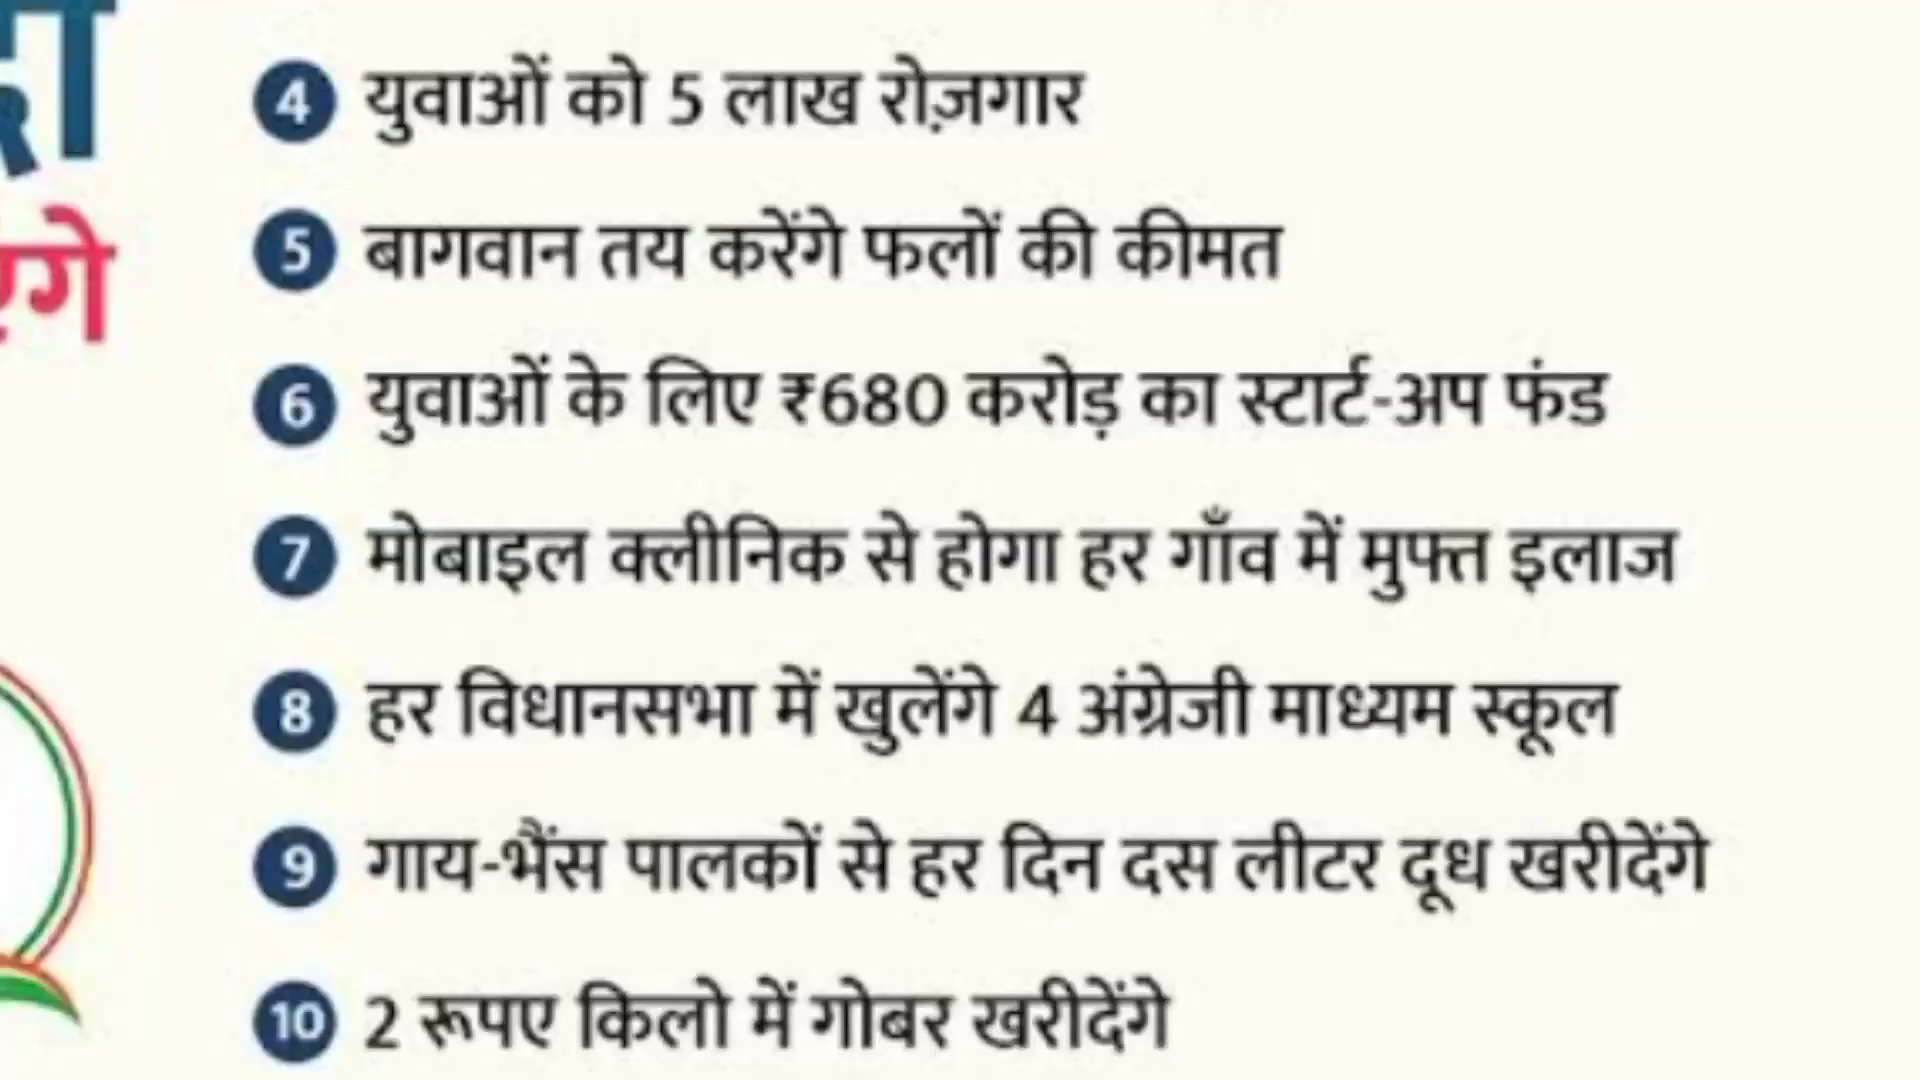 4 युवाओं को 5 लाख रोज़गार
5 बागवान तय करेंगे फलों की कीमत
6 युवाओं के लिए ₹680 करोड़ का स्टार्ट-अप फंड
7 मोबाइल क्लीनिक से होगा हर गाँव में मुफ्त इलाज
8 हर विधानसभा में खुलेंगे 4 अंग्रेजी माध्यम स्कूल
9 गाय-भैंस पालकों से हर दिन दस लीटर दूध खरीदेंगे
10 2 रूपए किलो में गोबर खरीदेंगे